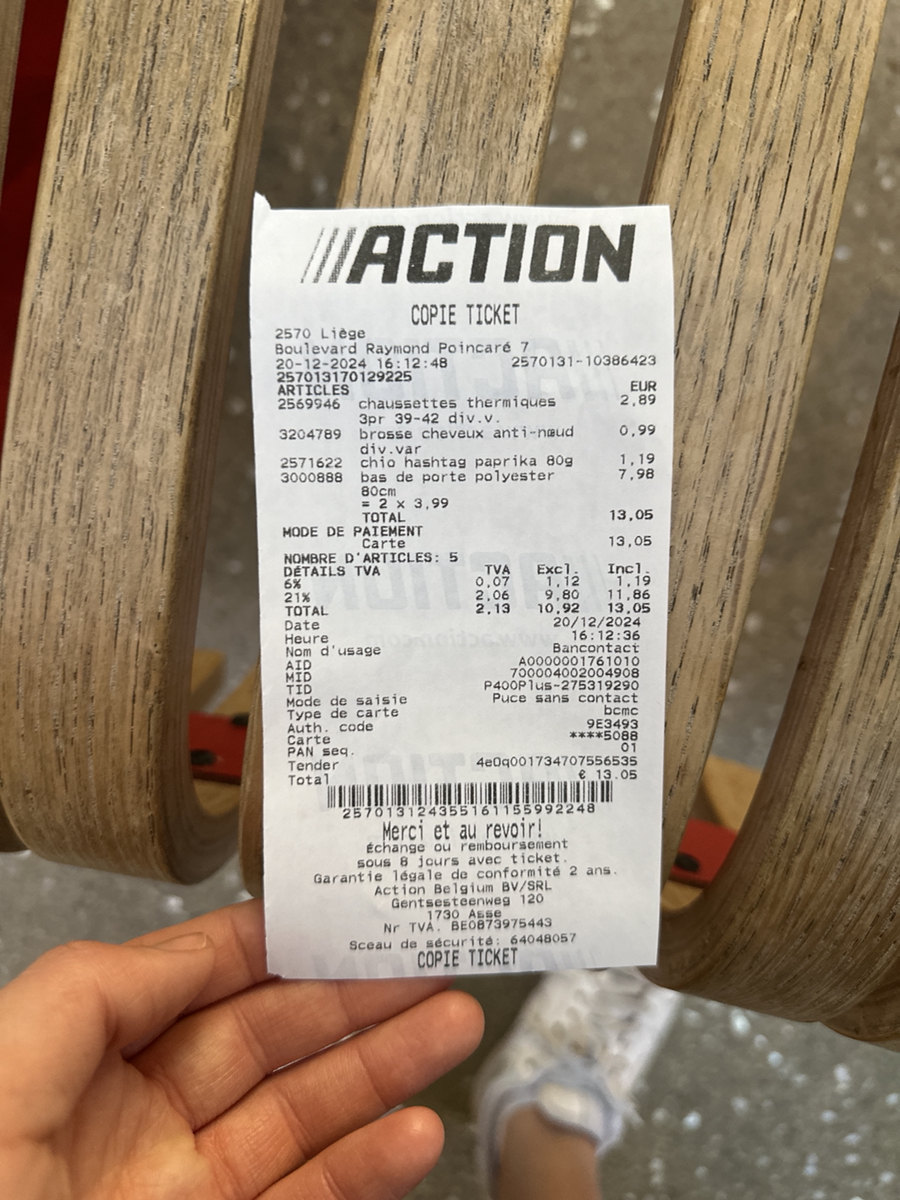 ///ACTION
COPIE TICKET
2570 Liège
Boulevard Raymond Poincaré 7
20-12-2024 16:12:48 2570131-10386423
257013170129225
ARTICLES EUR
2569946 chaussettes thermiques 2,89
3pr 39-42 div.v.
3204789 brosse cheveux anti-nœud 0,99
div.var
2571622 chio hashtag paprika 80g 1,19
3000888 bas de porte polyester 7,98
80cm
= 2 x 3,99
TOTAL 13,05
MODE DE PAIEMENT
Carte 13,05
NOMBRE D'ARTICLES: 5
DÉTAILS TVA TVA Excl. Incl.
6% 0,07 1,12 1,19
21% 2,06 9,80 11,86
TOTAL 2,13 10,92 13,05
Date 20/12/2024
Heure 16:12:36
Nom d'usage Bancontact
AID A0000001761010
MID 700004002004908
TID P400Plus-275319290
Mode de saisie Puce sans contact
Type de carte bcmc
Auth. code 9E3493
Carte ****5088
PAN seq. 01
Tender 4e0q001734707556535
Total € 13.05
257013124355161155992248
Merci et au revoir!
Échange ou remboursement
sous 8 jours avec ticket.
Garantie légale de conformité 2 ans.
Action Belgium BV/SRL
Gentsesteenweg 120
1730 Asse
Nr TVA. BE0873975443
Sceau de sécurité: 64048057
COPIE TICKET